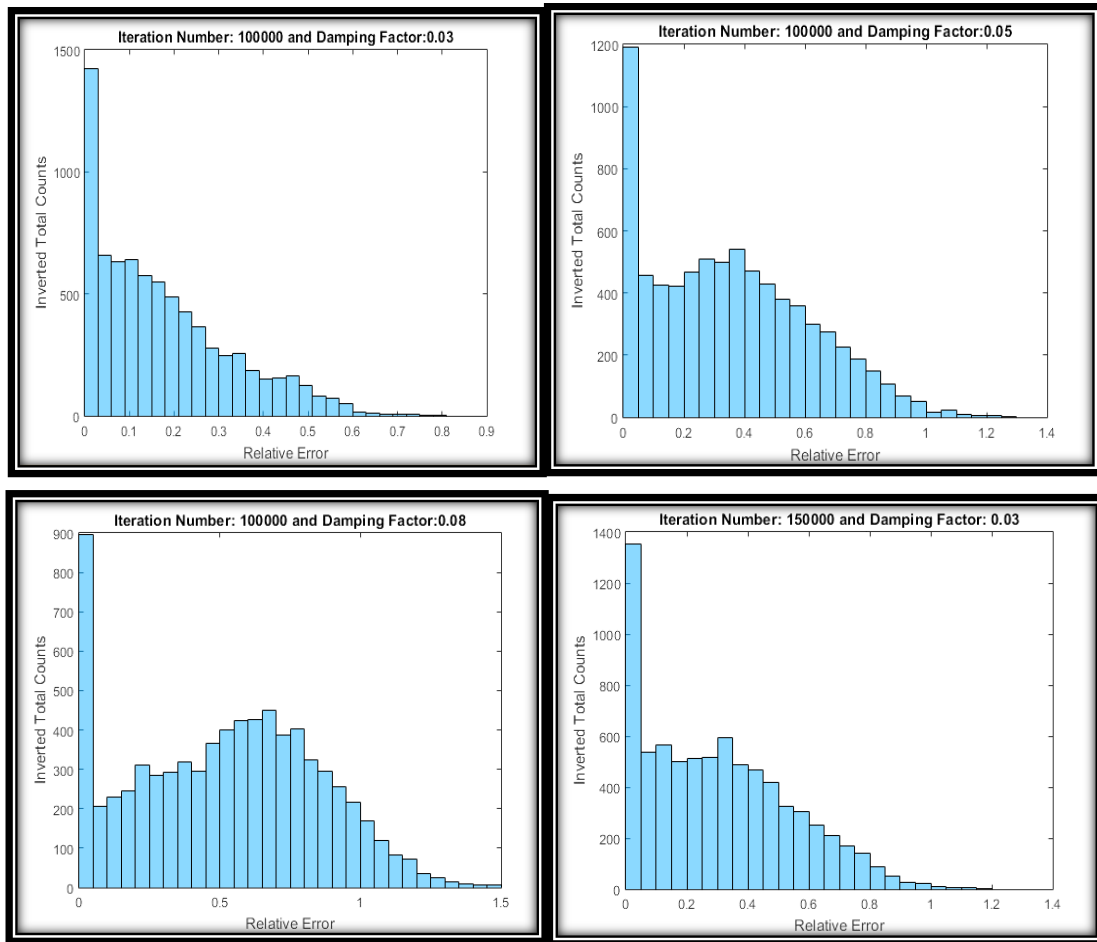 Iteration Number: 100000 and Damping Factor:0.03
1500
1000
500
0
Inverted Total Counts
0 0.1 0.2 0.3 0.4 0.5 0.6 0.7 0.8 0.9
Relative Error
Iteration Number: 100000 and Damping Factor:0.05
1200
1000
800
600
400
200
0
Inverted Total Counts
0 0.2 0.4 0.6 0.8 1 1.2 1.4
Relative Error
Iteration Number: 100000 and Damping Factor:0.08
900
800
700
600
500
400
300
200
100
0
Inverted Total Counts
0 0.5 1 1.5
Relative Error
Iteration Number: 150000 and Damping Factor: 0.03
1400
1200
1000
800
600
400
200
0
Inverted Total Counts
0 0.2 0.4 0.6 0.8 1 1.2 1.4
Relative Error